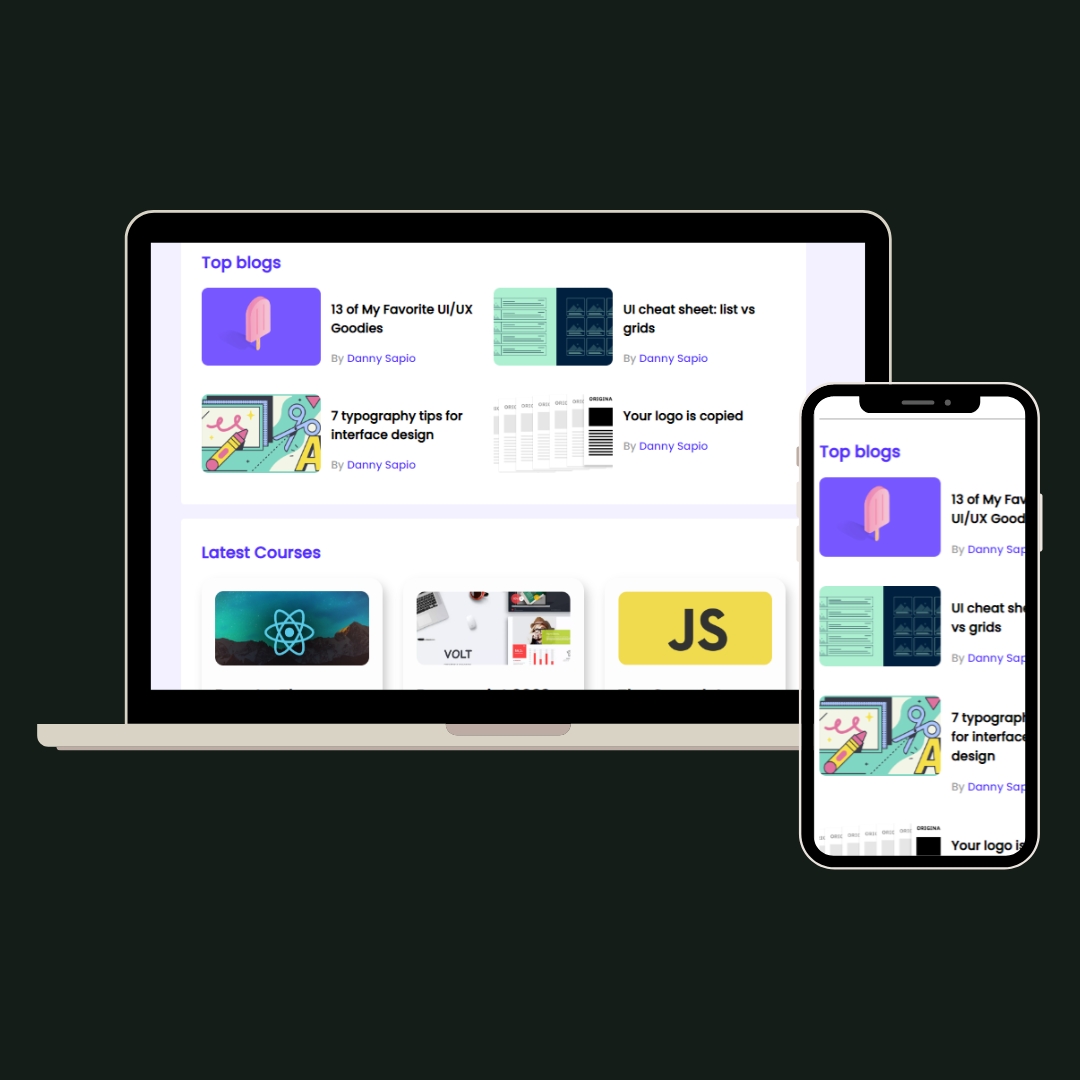 Top blogs
13 of My Favorite UI/UX
Goodies
By Danny Sapio
UI cheat sheet: list vs
grids
By Danny Sapio
7 typography tips for
interface design
By Danny Sapio
ORIGINA
Your logo is copied
By Danny Sapio
Latest Courses
VOLT
JS
Top blogs
13 of My Fav
UI/UX Good
By Danny Sap
UI cheat she
vs grids
By Danny Sap
7 typograph
for interface
design
By Danny Sap
ORIGINA
Your logo is